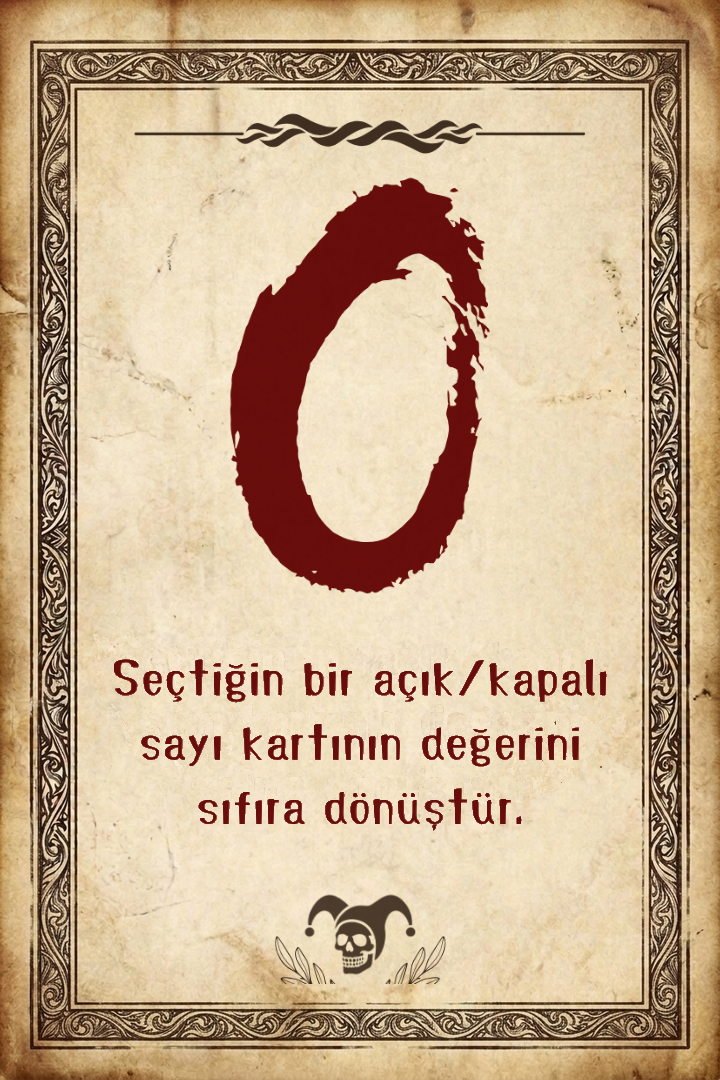 0
Seçtiğin bir açık/kapalı
sayı kartının değerini
sıfıra dönüştür.